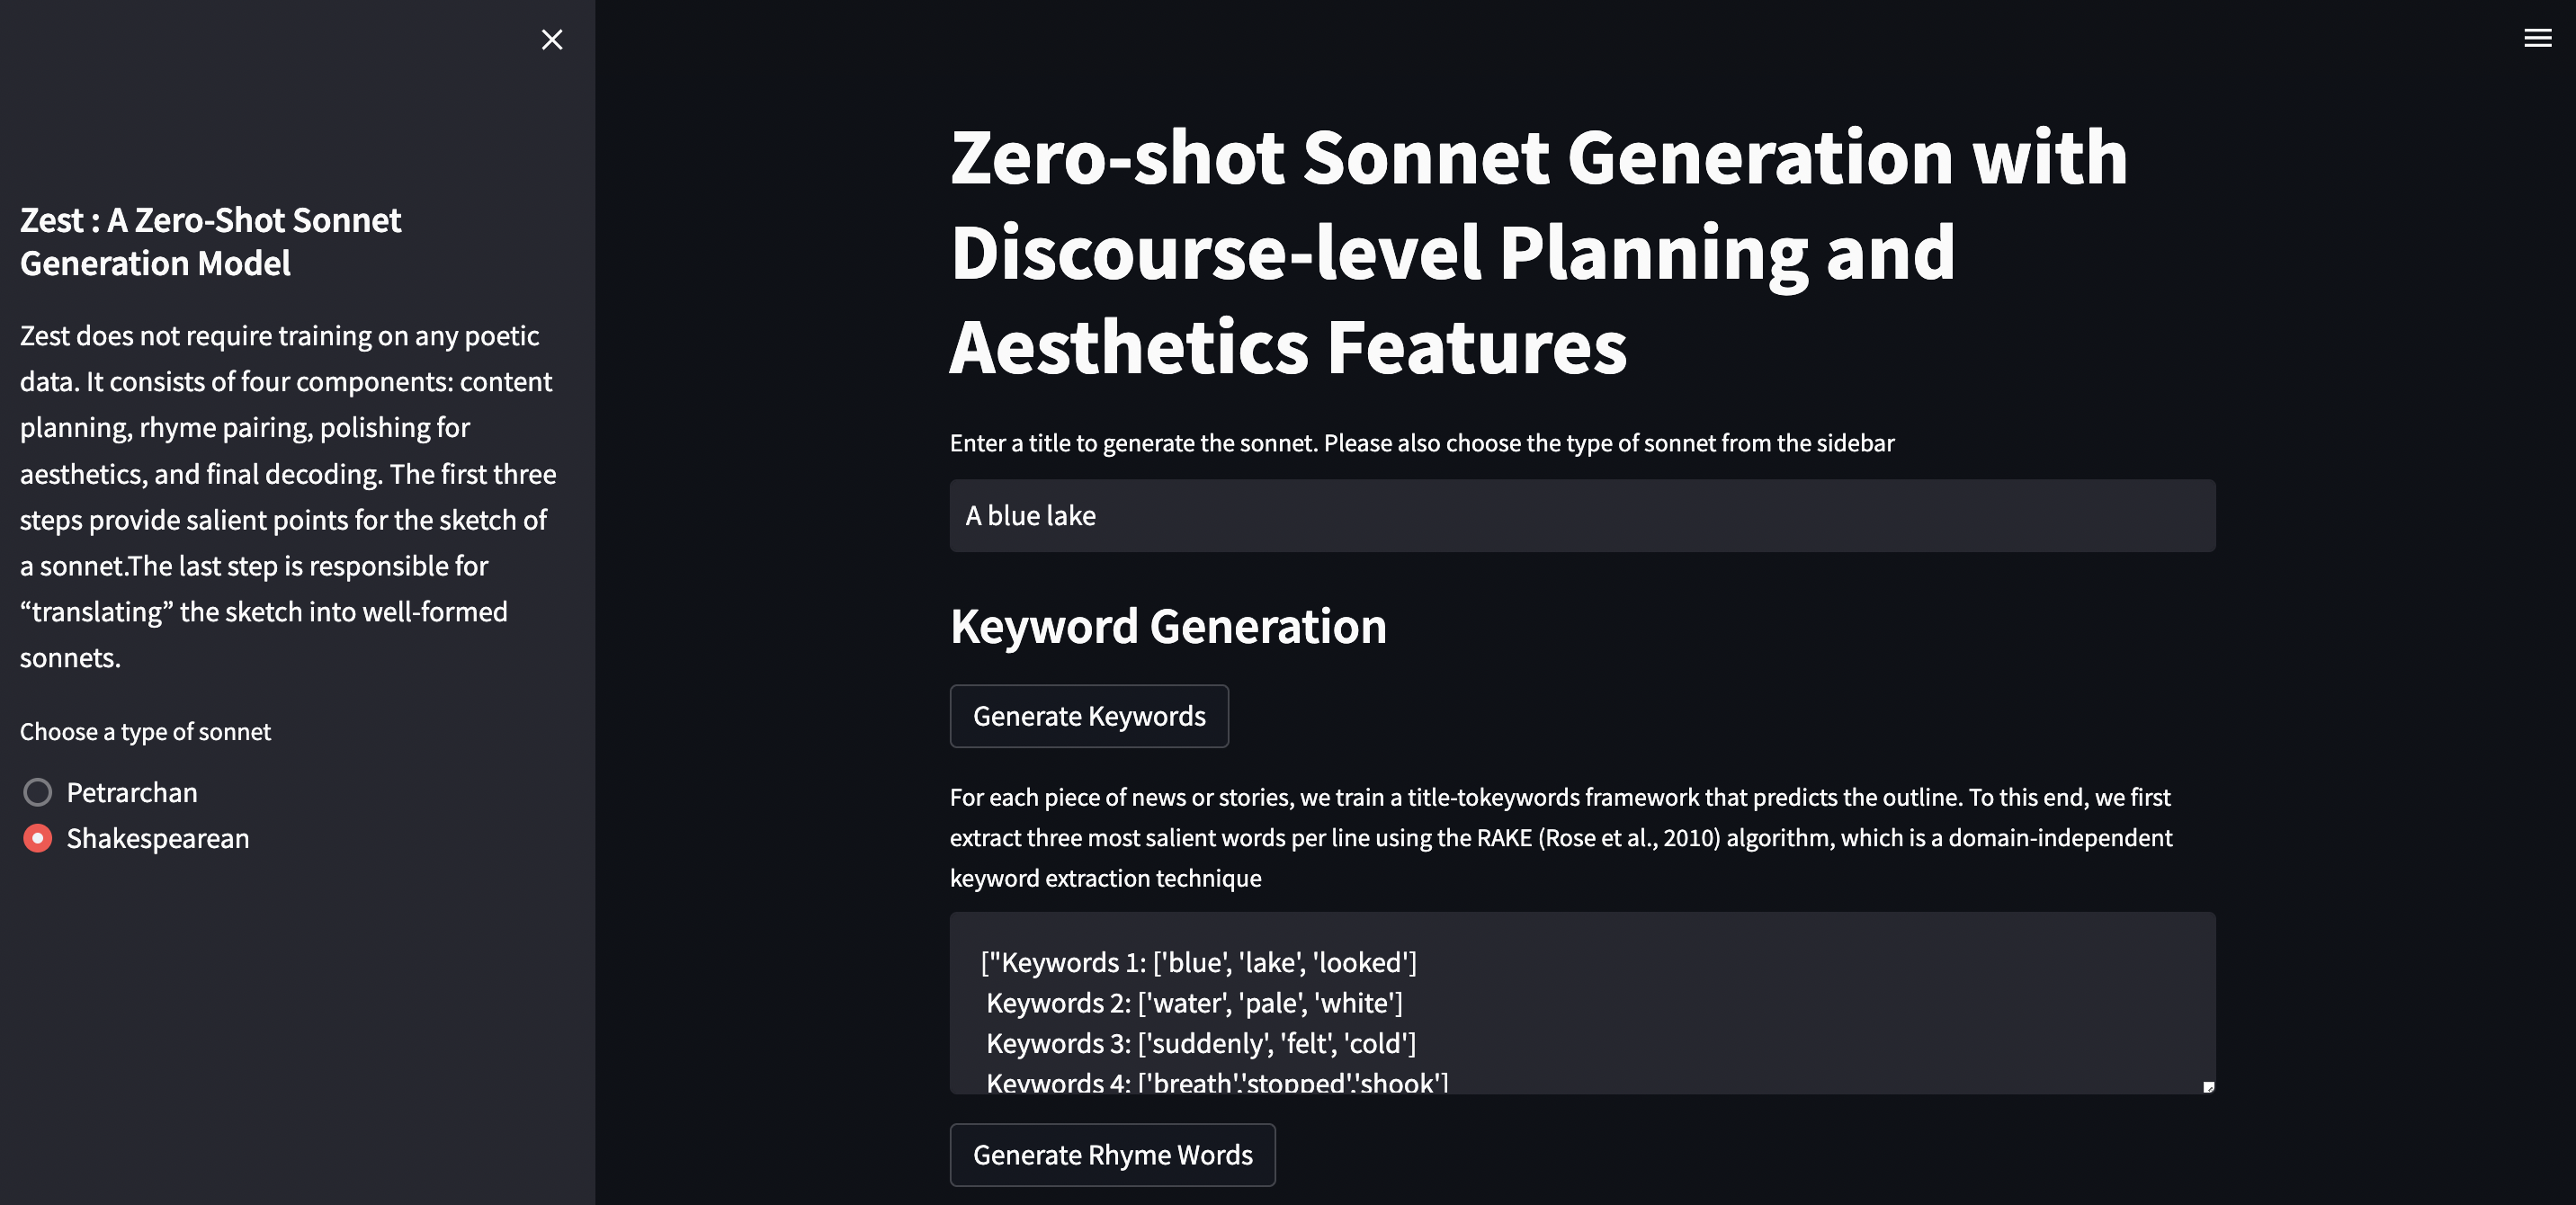 Zest : A Zero-Shot Sonnet
Generation Model
Zest does not require training on any poetic
data. It consists of four components: content
planning, rhyme pairing, polishing for
aesthetics, and final decoding. The first three
steps provide salient points for the sketch of
a sonnet.The last step is responsible for
“translating” the sketch into well-formed
sonnets.
Choose a type of sonnet
Petrarchan
Shakespearean
Zero-shot Sonnet Generation with
Discourse-level Planning and
Aesthetics Features
Enter a title to generate the sonnet. Please also choose the type of sonnet from the sidebar
A blue lake
Keyword Generation
Generate Keywords
For each piece of news or stories, we train a title-tokeywords framework that predicts the outline. To this end, we first
extract three most salient words per line using the RAKE (Rose et al., 2010) algorithm, which is a domain-independent
keyword extraction technique
["Keywords 1: ['blue', 'lake', 'looked']
Keywords 2: ['water', 'pale', 'white']
Keywords 3: ['suddenly', 'felt', 'cold']
Keywords 4: ['breath','stopped','shook']
Generate Rhyme Words